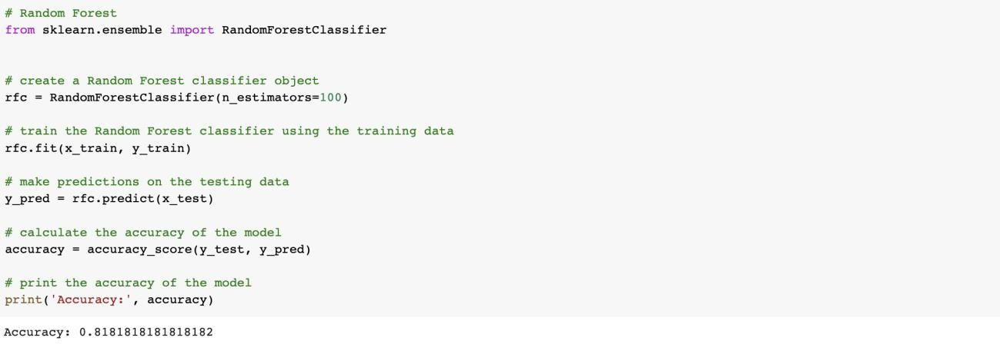 # Random Forest
from sklearn.ensemble import RandomForestClassifier
# create a Random Forest classifier object
rfc = RandomForestClassifier(n_estimators=100)
# train the Random Forest classifier using the training data
rfc.fit(x_train, y_train)
# make predictions on the testing data
y_pred = rfc.predict(x_test)
# calculate the accuracy of the model
accuracy = accuracy_score(y_test, y_pred)
# print the accuracy of the model
print('Accuracy:', accuracy)
Accuracy: 0.8181818181818182